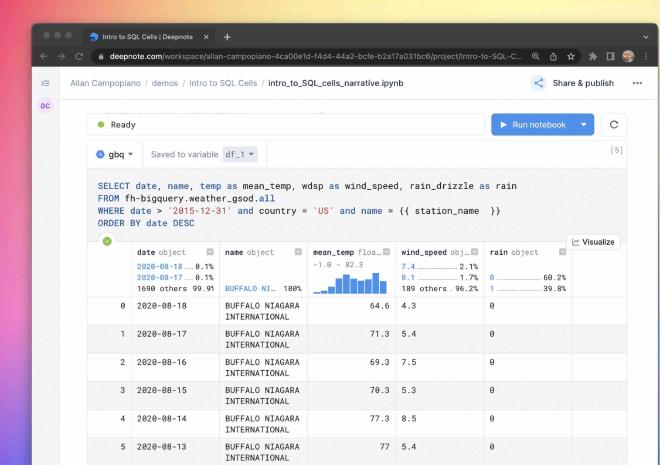 Intro to SQL Cells | Deepnote
deepnote.com/workspace/allan-campopiano-4ca00e1d-f4d4-44a2-bcfe-b2a17a031bc6/project/Intro-to-SQL-C...
Allan Campopiano / demos / Intro to SQL Cells / intro_to_SQL_cells_narrative.ipynb
Share & publish
ac
Ready
Run notebook
gbq
Saved to variable df_1
[5]
SELECT date, name, temp as mean_temp, wdsp as wind_speed, rain_drizzle as rain
FROM fh-bigquery.weather_gsod.all
WHERE date > '2015-12-31' and country = 'US' and name = {{ station_name }}
ORDER BY date DESC
Visualize
date object name object mean_temp floa... wind_speed obj... rain object
2020-08-18 0.1% -1.0 - 82.3 7.4 2.1%
2020-08-17 0.1% 8.1 1.7% 0 60.2%
1690 others 99.9% BUFFALO NI... 100% 189 others 96.2% 1 39.8%
0 2020-08-18 BUFFALO NIAGARA INTERNATIONAL 64.6 4.3 0
1 2020-08-17 BUFFALO NIAGARA INTERNATIONAL 71.3 5.4 0
2 2020-08-16 BUFFALO NIAGARA INTERNATIONAL 69.3 7.5 0
3 2020-08-15 BUFFALO NIAGARA INTERNATIONAL 70.3 5.3 0
4 2020-08-14 BUFFALO NIAGARA INTERNATIONAL 77.3 8.5 0
5 2020-08-13 BUFFALO NIAGARA INTERNATIONAL 77 5.4 0